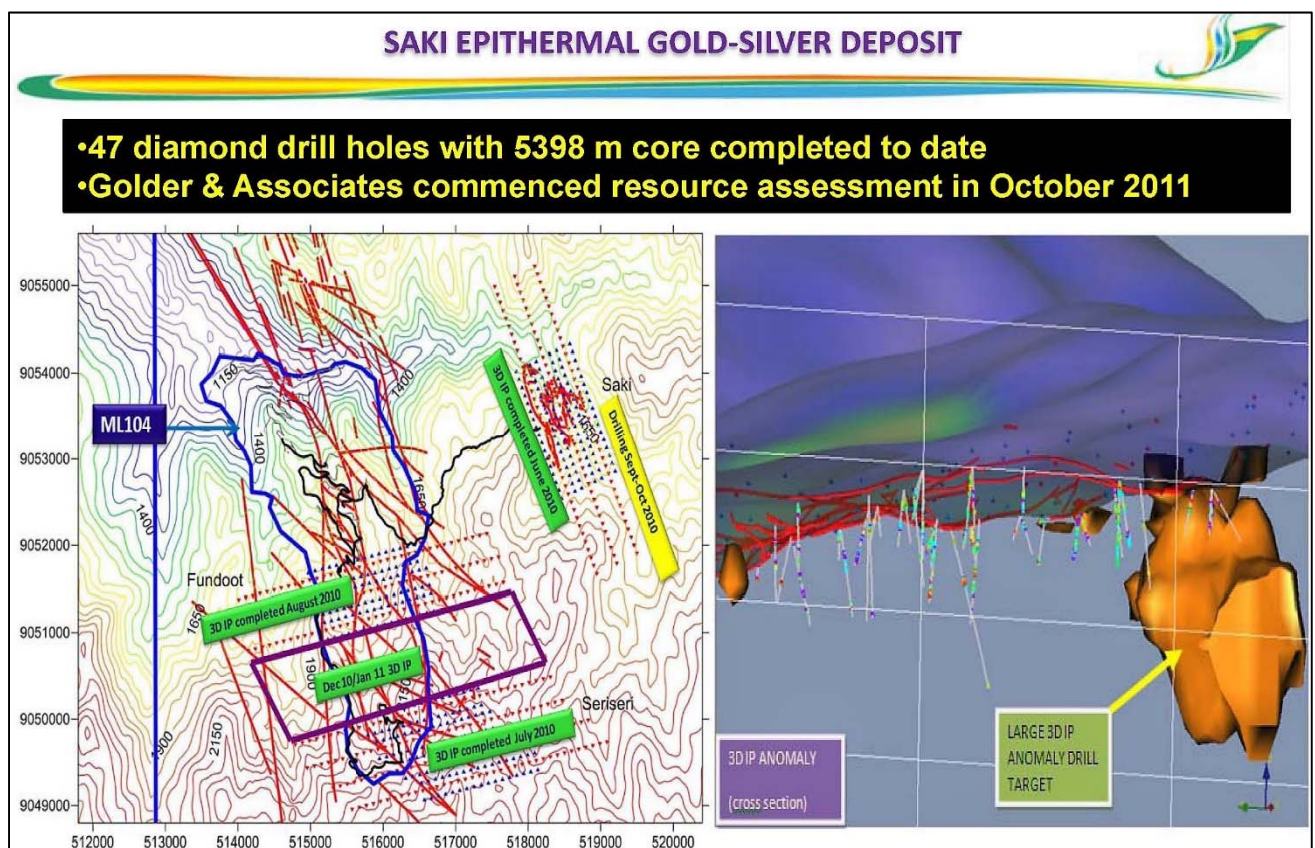 SAKI EPITHERMAL GOLD-SILVER DEPOSIT
•47 diamond drill holes with 5398 m core completed to date
•Golder & Associates commenced resource assessment in October 2011
9055000
9054000
9053000
9052000
9051000
9050000
9049000
512000
513000
514000
515000
516000
517000
518000
519000
520000
1150
1400
ML104
1400
1400
1650
1650
Saki
3D IP completed June 2010
Drilling Sept-Oct 2010
Fundoot
3D IP completed August 2010
1650
1900
Dec 10/Jan 11 3D IP
Seriseri
3D IP completed July 2010
2150
1900
3D IP ANOMALY
(cross section)
LARGE 3D IP
ANOMALY DRILL
TARGET